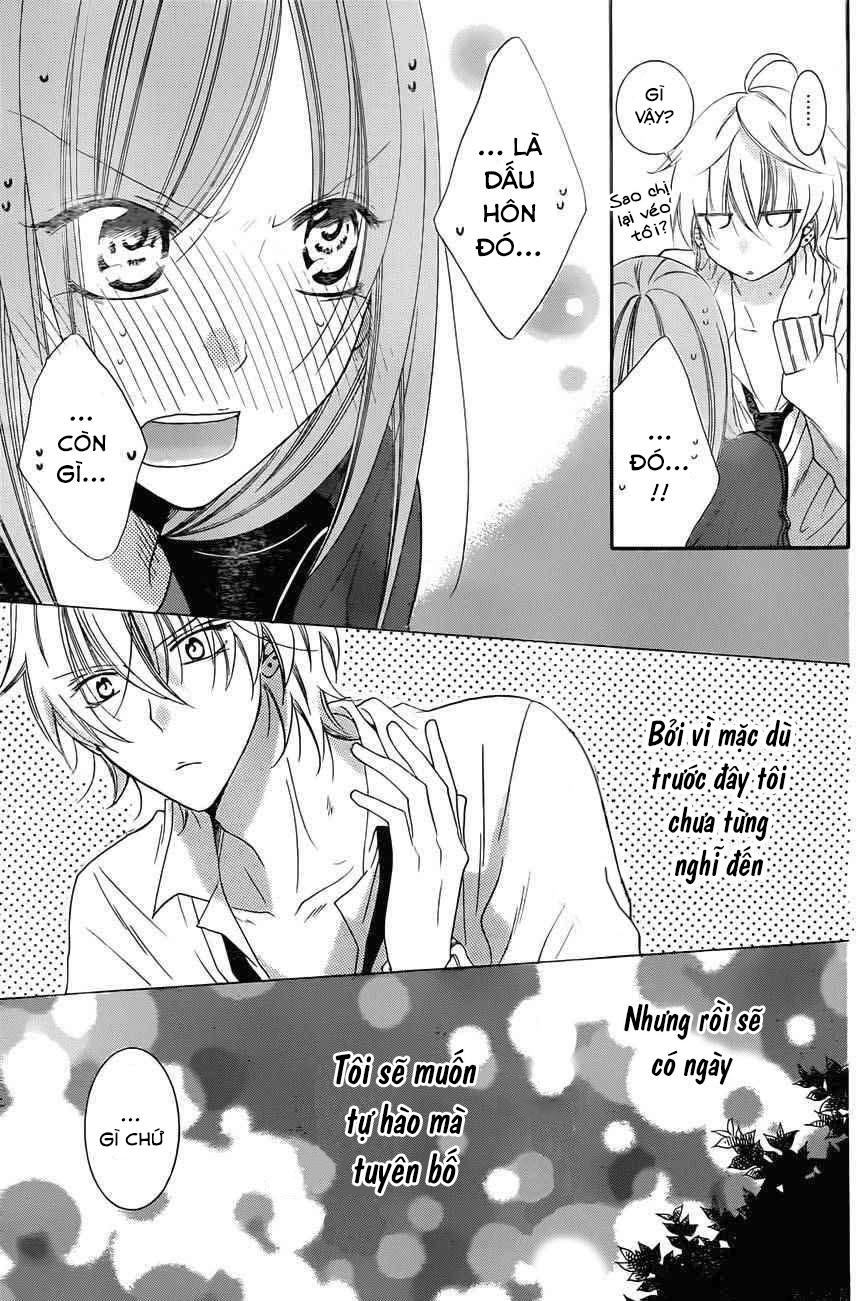 ........
GÌ
VẬY?
Sao chị
lại véo
tôi?
...
ĐÓ...
!!
... LÀ
DẤU
HÔN
ĐÓ...
...
CÒN
GÌ...
Bởi vì mặc dù
trước đây tôi
chưa từng
nghĩ đến
Nhưng rồi sẽ
có ngày
Tôi sẽ muốn
tự hào mà
tuyên bố
...
GÌ CHỨ